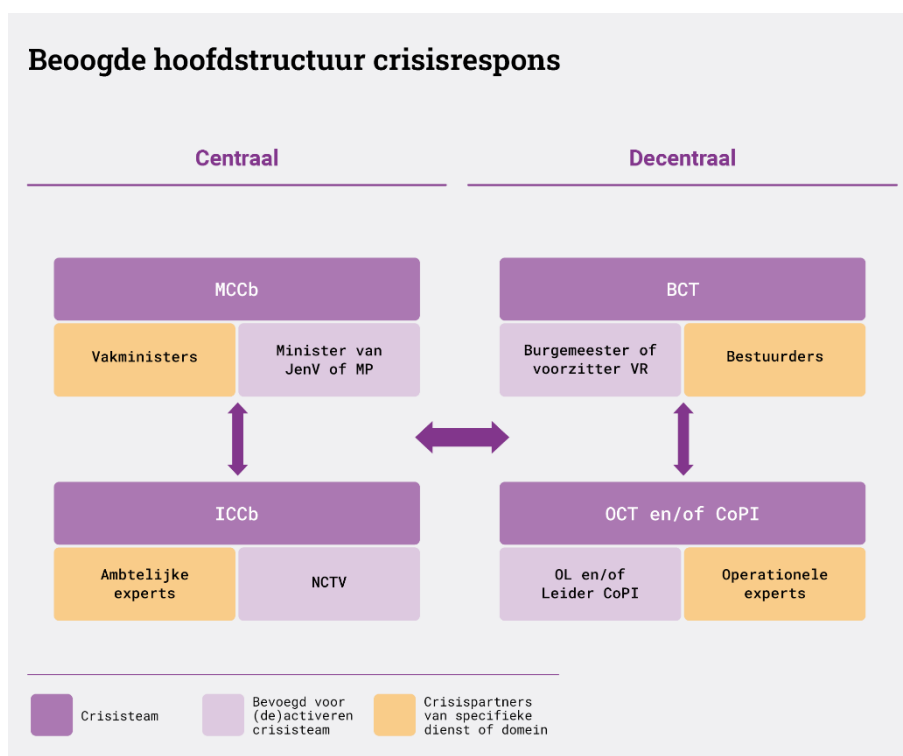 Beoogde hoofdstructuur crisisrespons
Centraal
Decentraal
MCCb
Vakministers
Minister van
JenV of MP
BCT
Burgemeester of
voorzitter VR
Bestuurders
ICCb
Ambtelijke
experts
NCTV
OCT en/of CoPI
OL en/of
Leider CoPI
Operationele
experts
Crisisteam
Bevoegd voor
(de)activeren
crisisteam
Crisispartners
van specifieke
dienst of domein